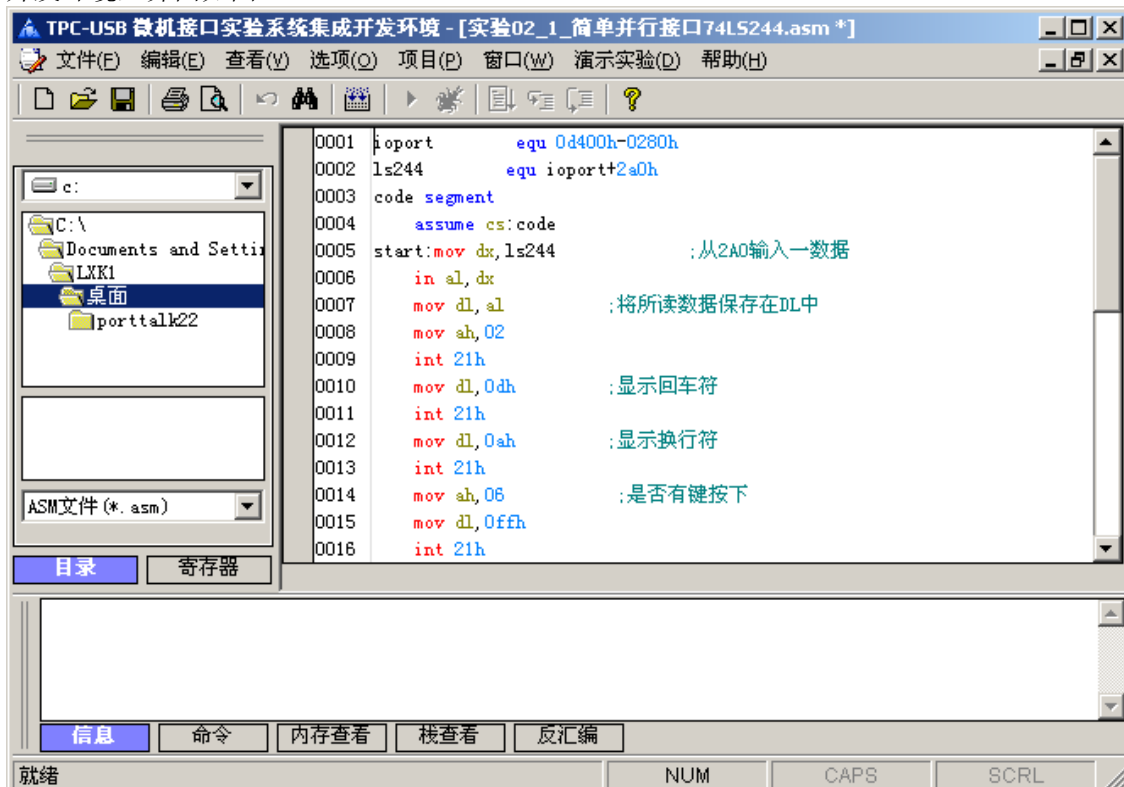 TPC-USB 微机接口实验系统集成开发环境 - [实验02_1_简单并行接口74LS244.asm *]
文件(F) 编辑(E) 查看(V) 选项(O) 项目(P) 窗口(W) 演示实验(D) 帮助(H)
c:
C:\
Documents and Settin
LXK1
桌面
porttalk22
ASM文件(*.asm)
目录 寄存器
0001 ioport equ 0d400h-0280h
0002 ls244 equ ioport+2a0h
0003 code segment
0004 assume cs:code
0005 start:mov dx,ls244 ;从2A0输入一数据
0006 in al,dx
0007 mov dl,al ;将所读数据保存在DL中
0008 mov ah,02
0009 int 21h
0010 mov dl,0dh ;显示回车符
0011 int 21h
0012 mov dl,0ah ;显示换行符
0013 int 21h
0014 mov ah,06 ;是否有键按下
0015 mov dl,0ffh
0016 int 21h
信息 命令 内存查看 栈查看 反汇编
就绪 NUM CAPS SCRL